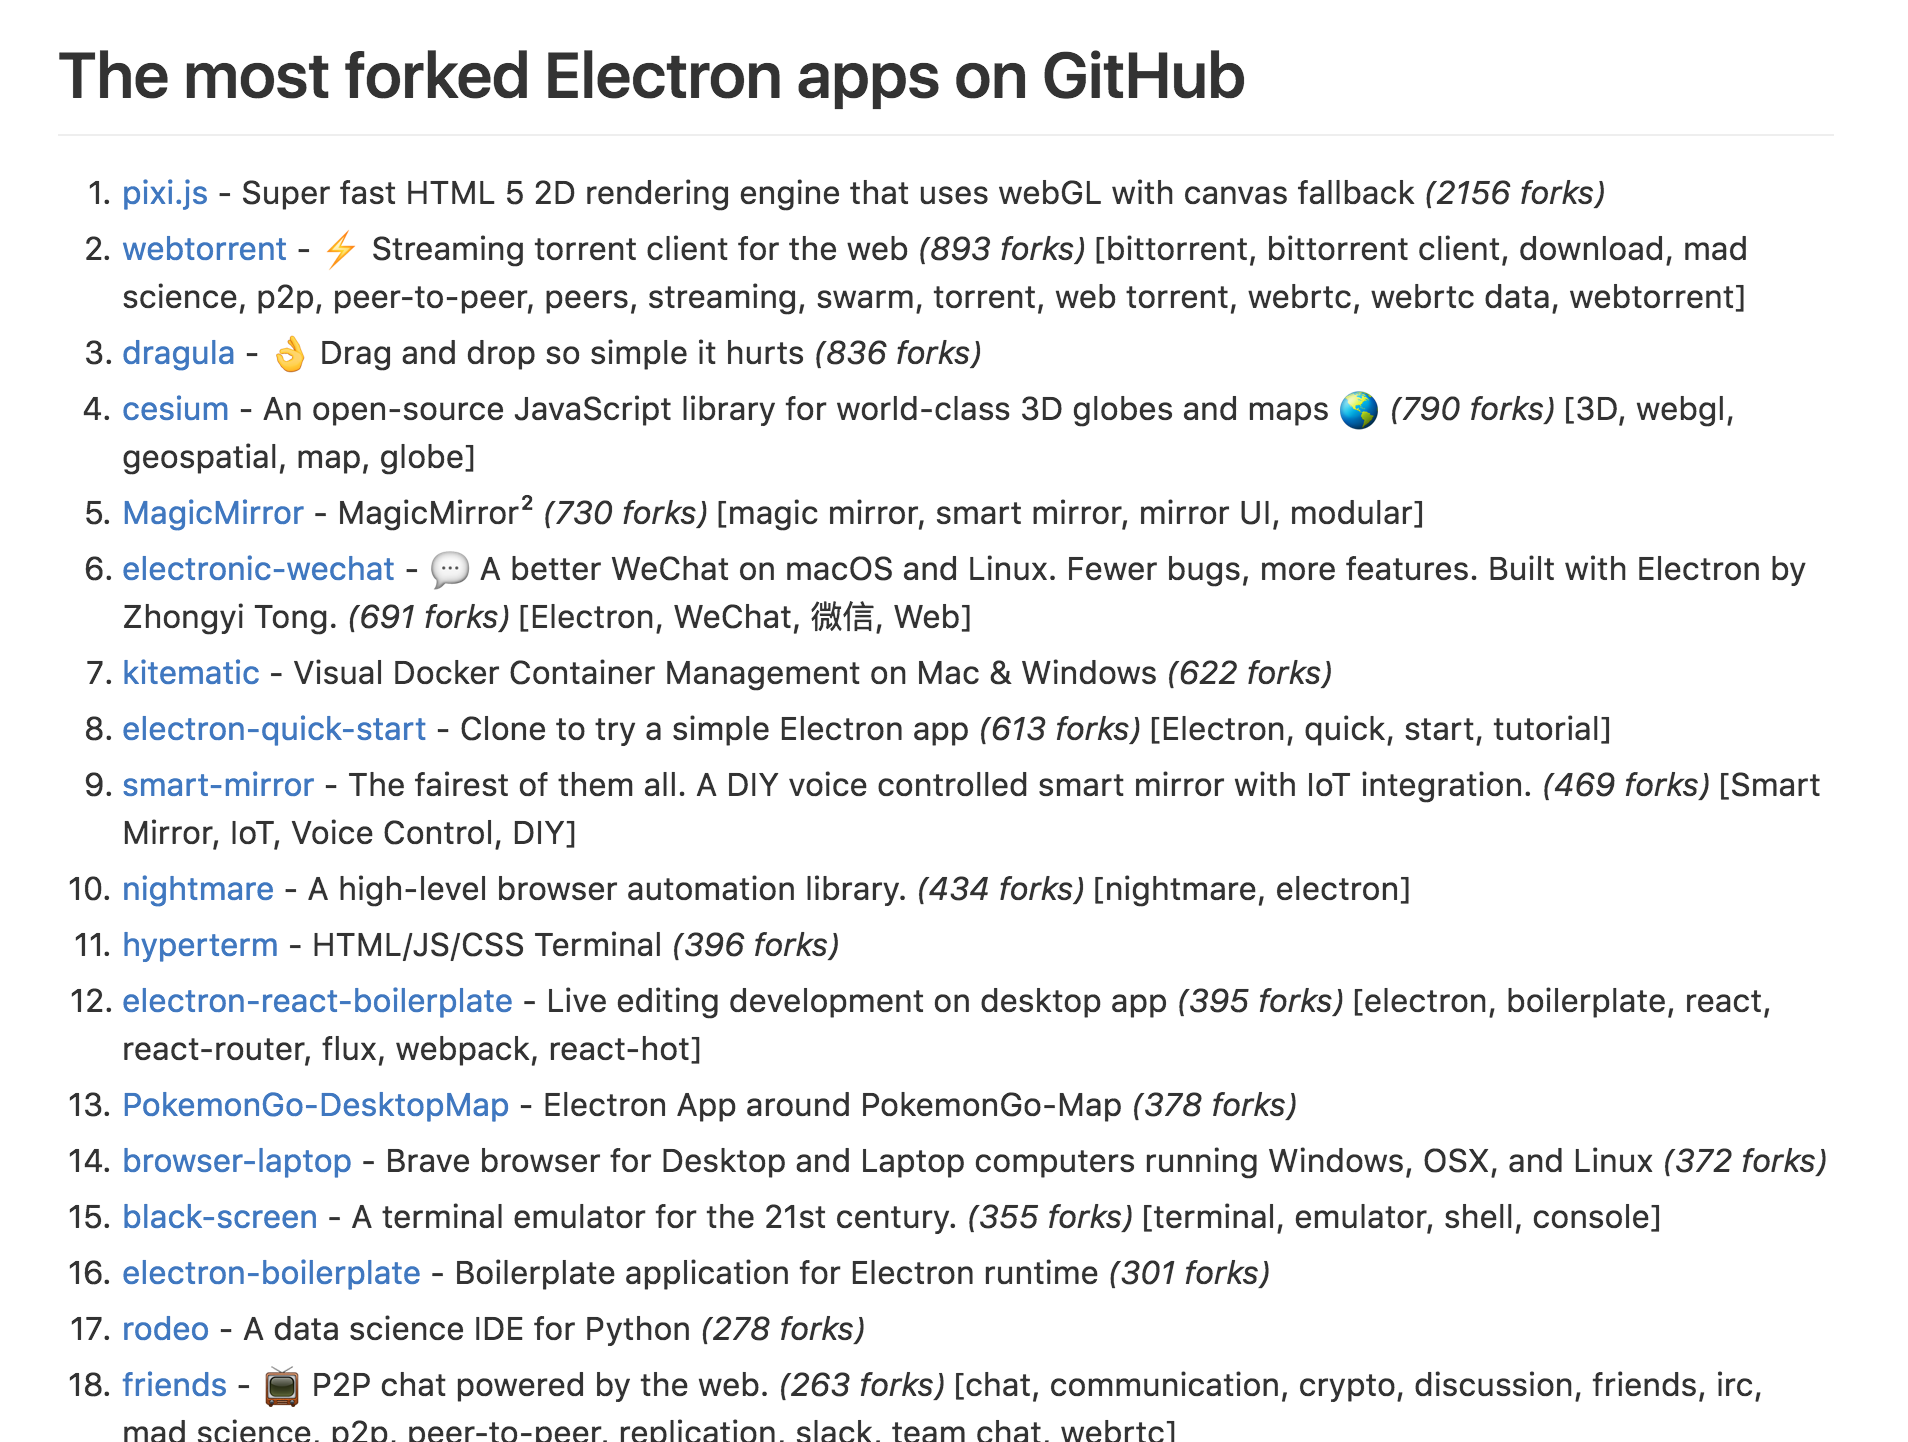 The most forked Electron apps on GitHub
1. pixi.js - Super fast HTML 5 2D rendering engine that uses webGL with canvas fallback (2156 forks)
2. webtorrent - ⚡ Streaming torrent client for the web (893 forks) [bittorrent, bittorrent client, download, mad
science, p2p, peer-to-peer, peers, streaming, swarm, torrent, web torrent, webrtc, webrtc data, webtorrent]
3. dragula - 👌 Drag and drop so simple it hurts (836 forks)
4. cesium - An open-source JavaScript library for world-class 3D globes and maps 🌎 (790 forks) [3D, webgl,
geospatial, map, globe]
5. MagicMirror - MagicMirror² (730 forks) [magic mirror, smart mirror, mirror UI, modular]
6. electronic-wechat - 💬 A better WeChat on macOS and Linux. Fewer bugs, more features. Built with Electron by
Zhongyi Tong. (691 forks) [Electron, WeChat, 微信, Web]
7. kitematic - Visual Docker Container Management on Mac & Windows (622 forks)
8. electron-quick-start - Clone to try a simple Electron app (613 forks) [Electron, quick, start, tutorial]
9. smart-mirror - The fairest of them all. A DIY voice controlled smart mirror with IoT integration. (469 forks) [Smart
Mirror, IoT, Voice Control, DIY]
10. nightmare - A high-level browser automation library. (434 forks) [nightmare, electron]
11. hyperterm - HTML/JS/CSS Terminal (396 forks)
12. electron-react-boilerplate - Live editing development on desktop app (395 forks) [electron, boilerplate, react,
react-router, flux, webpack, react-hot]
13. PokemonGo-DesktopMap - Electron App around PokemonGo-Map (378 forks)
14. browser-laptop - Brave browser for Desktop and Laptop computers running Windows, OSX, and Linux (372 forks)
15. black-screen - A terminal emulator for the 21st century. (355 forks) [terminal, emulator, shell, console]
16. electron-boilerplate - Boilerplate application for Electron runtime (301 forks)
17. rodeo - A data science IDE for Python (278 forks)
18. friends - 📺 P2P chat powered by the web. (263 forks) [chat, communication, crypto, discussion, friends, irc,
mad science, p2p, peer-to-peer, replication, slack, team chat, webrtc]